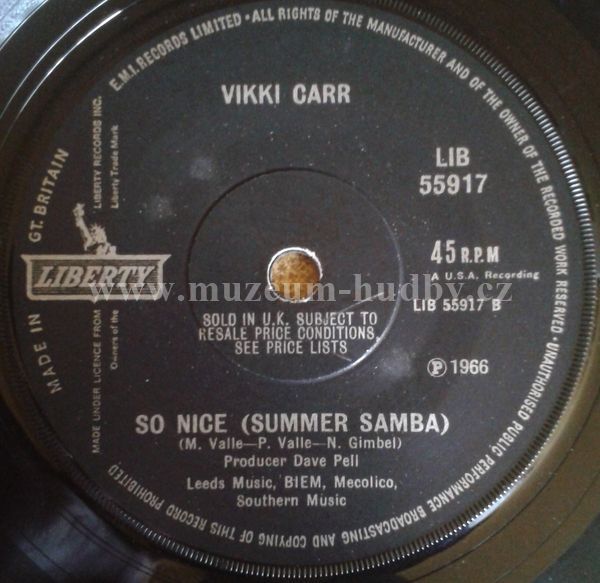 E.M.I. RECORDS LIMITED · ALL RIGHTS OF THE MANUFACTURER AND OF THE OWNER OF THE RECORDED WORK RESERVED · UNAUTHORISED PUBLIC PERFORMANCE BROADCASTING AND COPYING OF THIS RECORD PROHIBITED
MADE IN GT. BRITAIN
MADE UNDER LICENCE FROM LIBERTY RECORDS INC.
Owners of the Liberty Trade Mark
VIKKI CARR
LIB
55917
LIBERTY
45 R.P.M
A U.S.A. Recording
www.muzeum-hudby.cz
LIB 55917 B
SOLD IN U.K. SUBJECT TO
RESALE PRICE CONDITIONS,
SEE PRICE LISTS
℗ 1966
SO NICE (SUMMER SAMBA)
(M. Valle—P. Valle—N. Gimbel)
Producer Dave Pell
Leeds Music, BIEM, Mecolico,
Southern Music